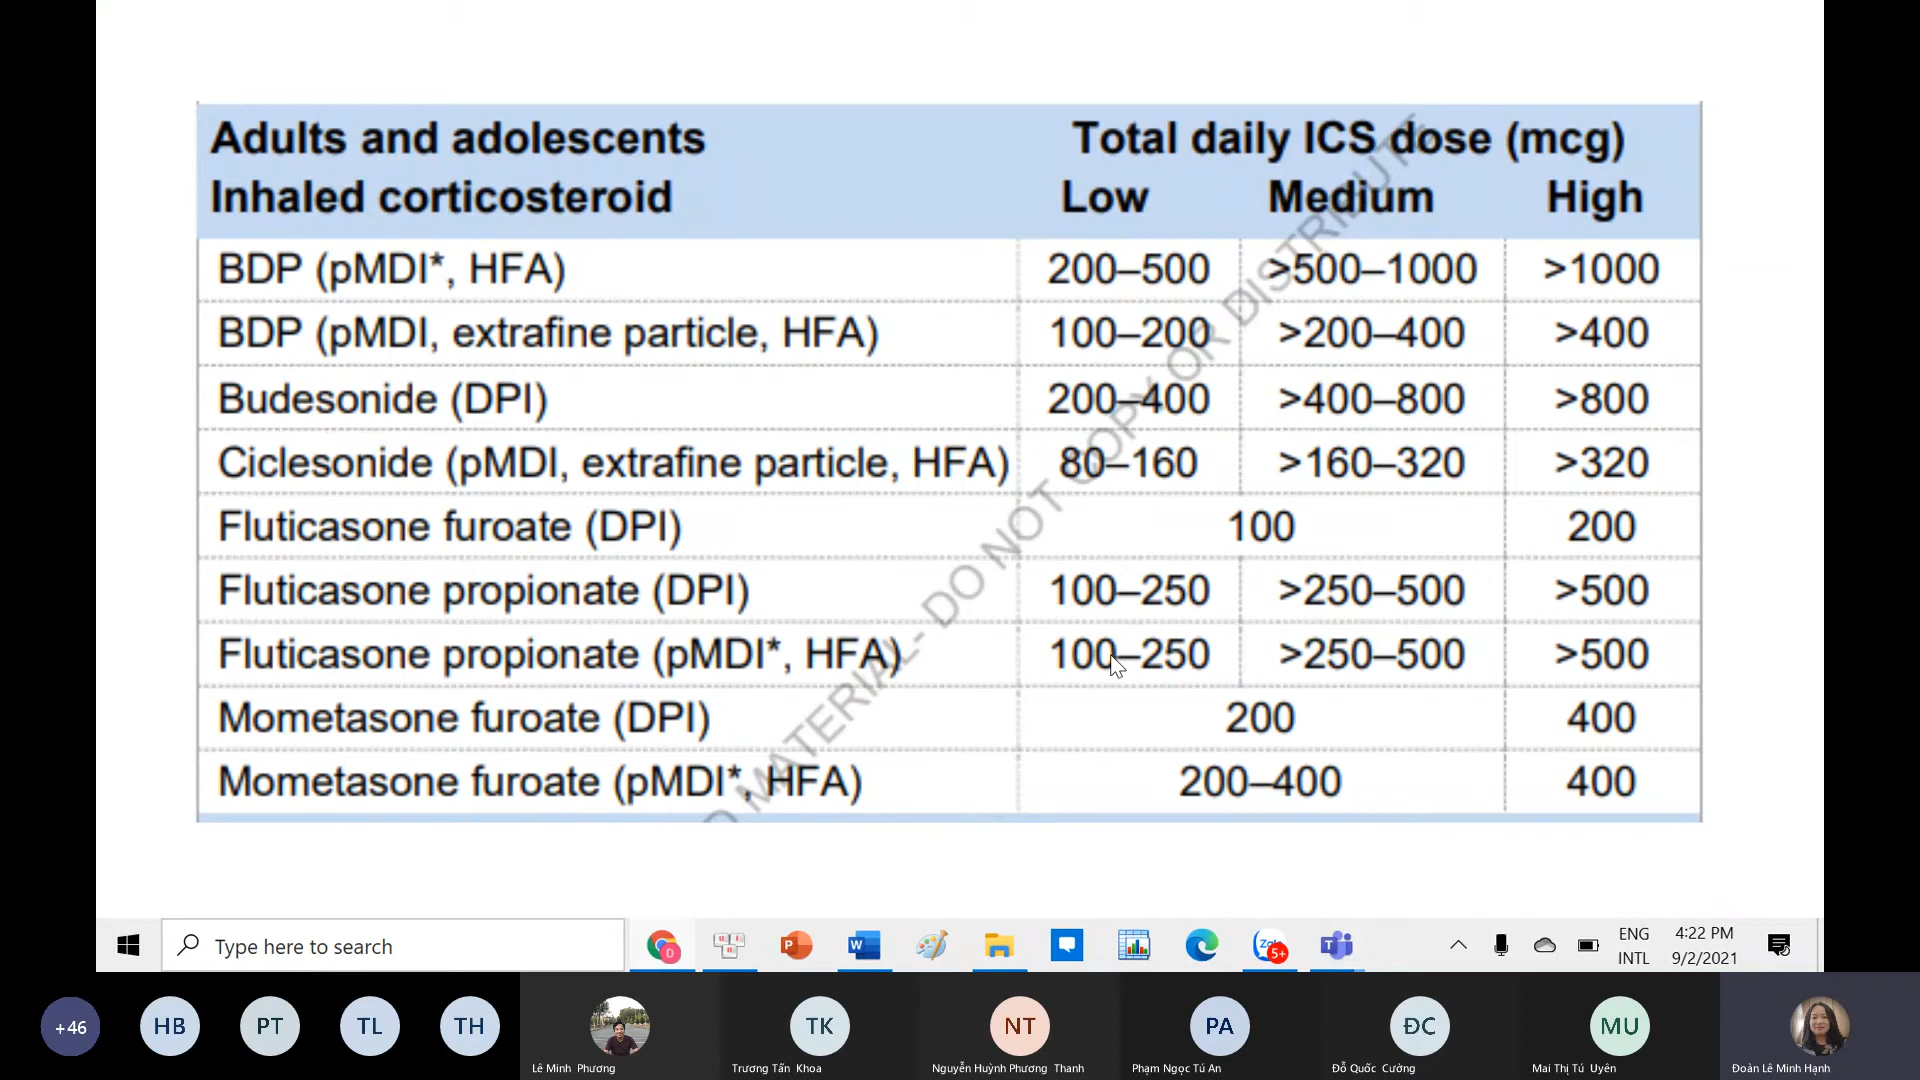 Adults and adolescents Total daily ICS dose (mcg)
Inhaled corticosteroid Low Medium High
BDP (pMDI*, HFA) 200–500 >500–1000 >1000
BDP (pMDI, extrafine particle, HFA) 100–200 >200–400 >400
Budesonide (DPI) 200–400 >400–800 >800
Ciclesonide (pMDI, extrafine particle, HFA) 80–160 >160–320 >320
Fluticasone furoate (DPI) 100 200
Fluticasone propionate (DPI) 100–250 >250–500 >500
Fluticasone propionate (pMDI*, HFA) 100–250 >250–500 >500
Mometasone furoate (DPI) 200 400
Mometasone furoate (pMDI*, HFA) 200–400 400
MATERIAL- DO NOT COPY OR DISTRIBUTE
Type here to search
ENG
INTL
4:22 PM
9/2/2021
5+
+46
HB
PT
TL
TH
TK
NT
PA
ĐC
MU
Lê Minh Phương
Trương Tấn Khoa
Nguyễn Huỳnh Phương Thanh
Phạm Ngọc Tú An
Đỗ Quốc Cường
Mai Thị Tú Uyên
Đoàn Lê Minh Hạnh